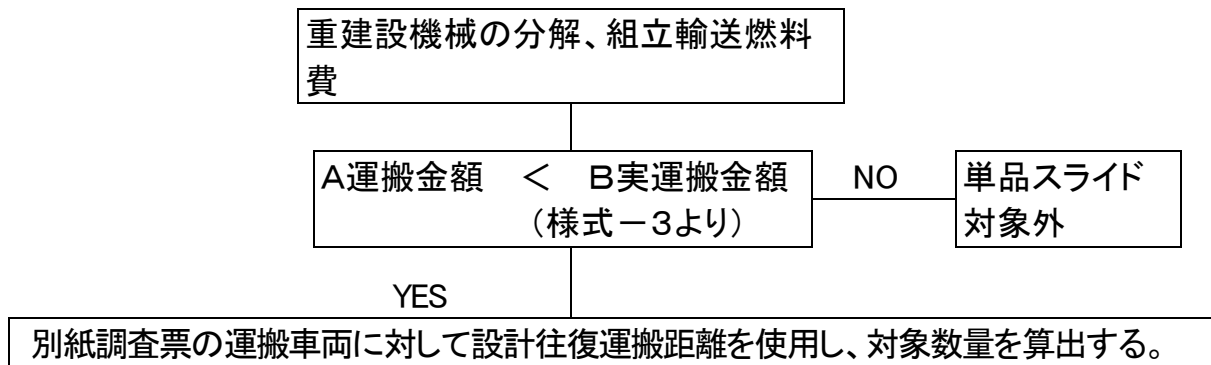 重建設機械の分解、組立輸送燃料
費
A運搬金額　＜　B実運搬金額
（様式－３より）
NO
単品スライド
対象外
YES
別紙調査票の運搬車両に対して設計往復運搬距離を使用し、対象数量を算出する。